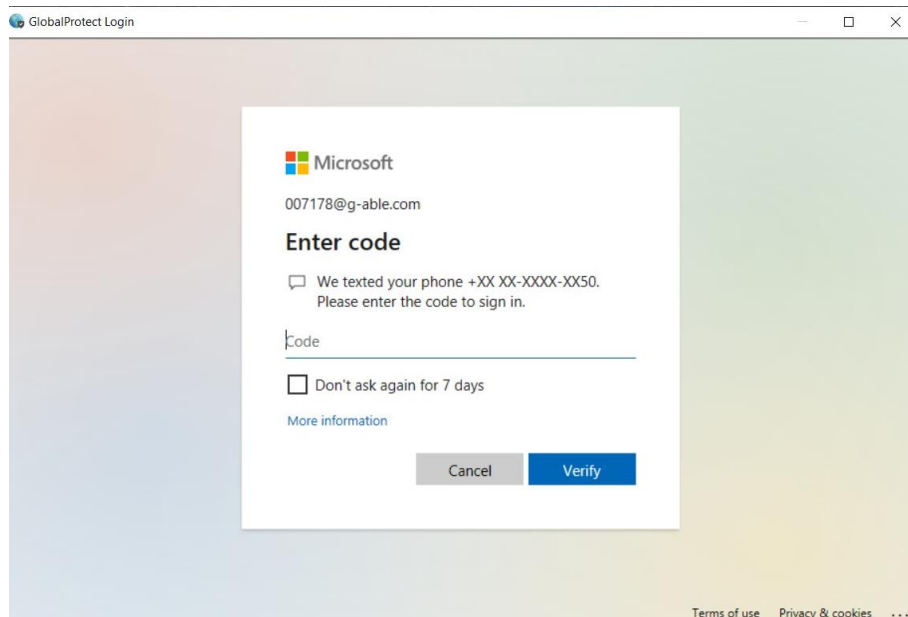 GlobalProtect Login
Microsoft
007178@g-able.com
Enter code
We texted your phone +XX XX-XXXX-XX50.
Please enter the code to sign in.
Code
Don't ask again for 7 days
More information
Cancel
Verify
Terms of use Privacy & cookies ...